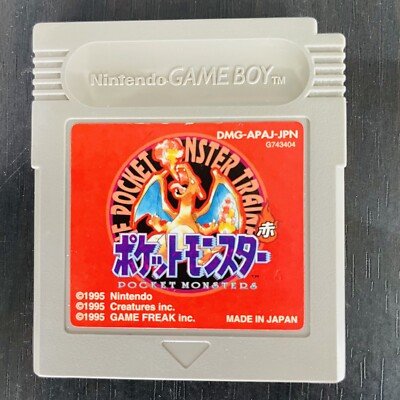 Nintendo GAME BOY TM
DMG-APAJ-JPN
G743404
THE POCKET MONSTER TRAINER
赤
ポケットモンスター
POCKET MONSTERS
©1995 Nintendo
©1995 Creatures inc.
©1995 GAME FREAK inc.
MADE IN JAPAN